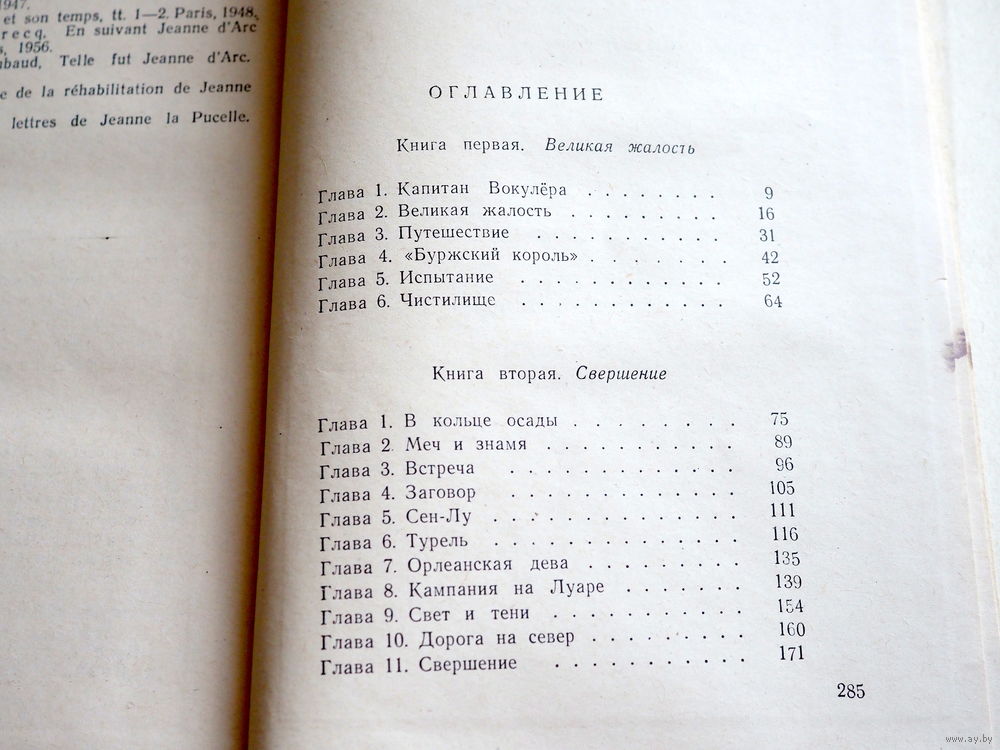 1947.
et son temps, tt. 1—2. Paris, 1948,
recq. En suivant Jeanne d'Arc
1956.
Telle fut Jeanne d'Arc.
de la réhabilitation de Jeanne
lettres de Jeanne la Pucelle.
ОГЛАВЛЕНИЕ
Книга первая. Великая жалость
Глава 1. Капитан Вокулёра . . . . . . . 9
Глава 2. Великая жалость . . . . . . . . 16
Глава 3. Путешествие . . . . . . . . . . 31
Глава 4. «Буржский король» . . . . . . . 42
Глава 5. Испытание . . . . . . . . . . . 52
Глава 6. Чистилище . . . . . . . . . . . 64
Книга вторая. Свершение
Глава 1. В кольце осады . . . . . . . . 75
Глава 2. Меч и знамя . . . . . . . . . . 89
Глава 3. Встреча . . . . . . . . . . . . 96
Глава 4. Заговор . . . . . . . . . . . . 105
Глава 5. Сен-Лу . . . . . . . . . . . . . 111
Глава 6. Турель . . . . . . . . . . . . . 116
Глава 7. Орлеанская дева . . . . . . . . 135
Глава 8. Кампания на Луаре . . . . . . . 139
Глава 9. Свет и тени . . . . . . . . . . 154
Глава 10. Дорога на север . . . . . . . . 160
Глава 11. Свершение . . . . . . . . . . 171
285
www.ay.by